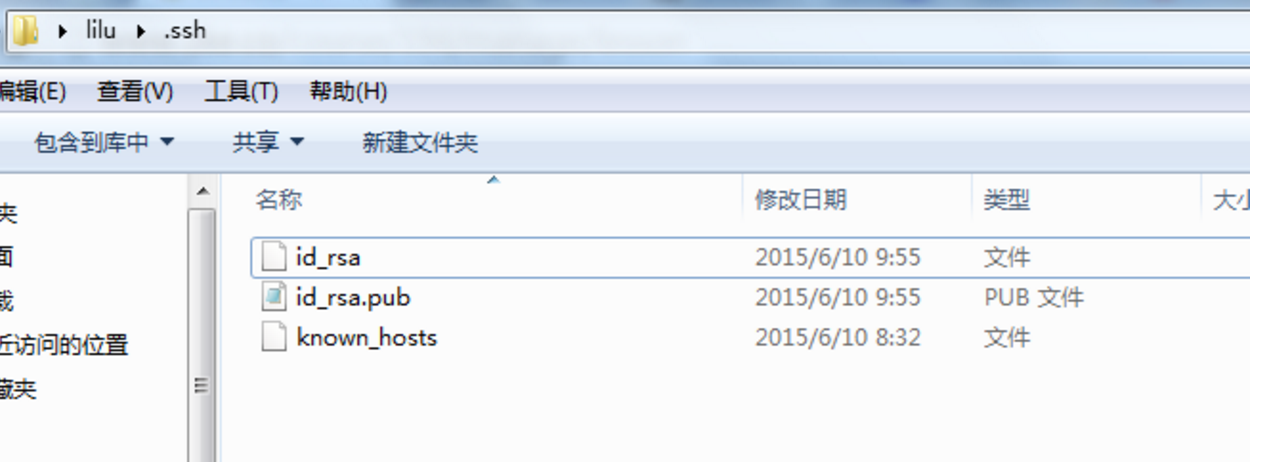 lilu .ssh
编辑(E) 查看(V) 工具(T) 帮助(H)
包含到库中 共享 新建文件夹
名称 修改日期 类型 大小
夹
面
载
id_rsa 2015/6/10 9:55 文件
id_rsa.pub 2015/6/10 9:55 PUB 文件
known_hosts 2015/6/10 8:32 文件
近访问的位置
藏夹